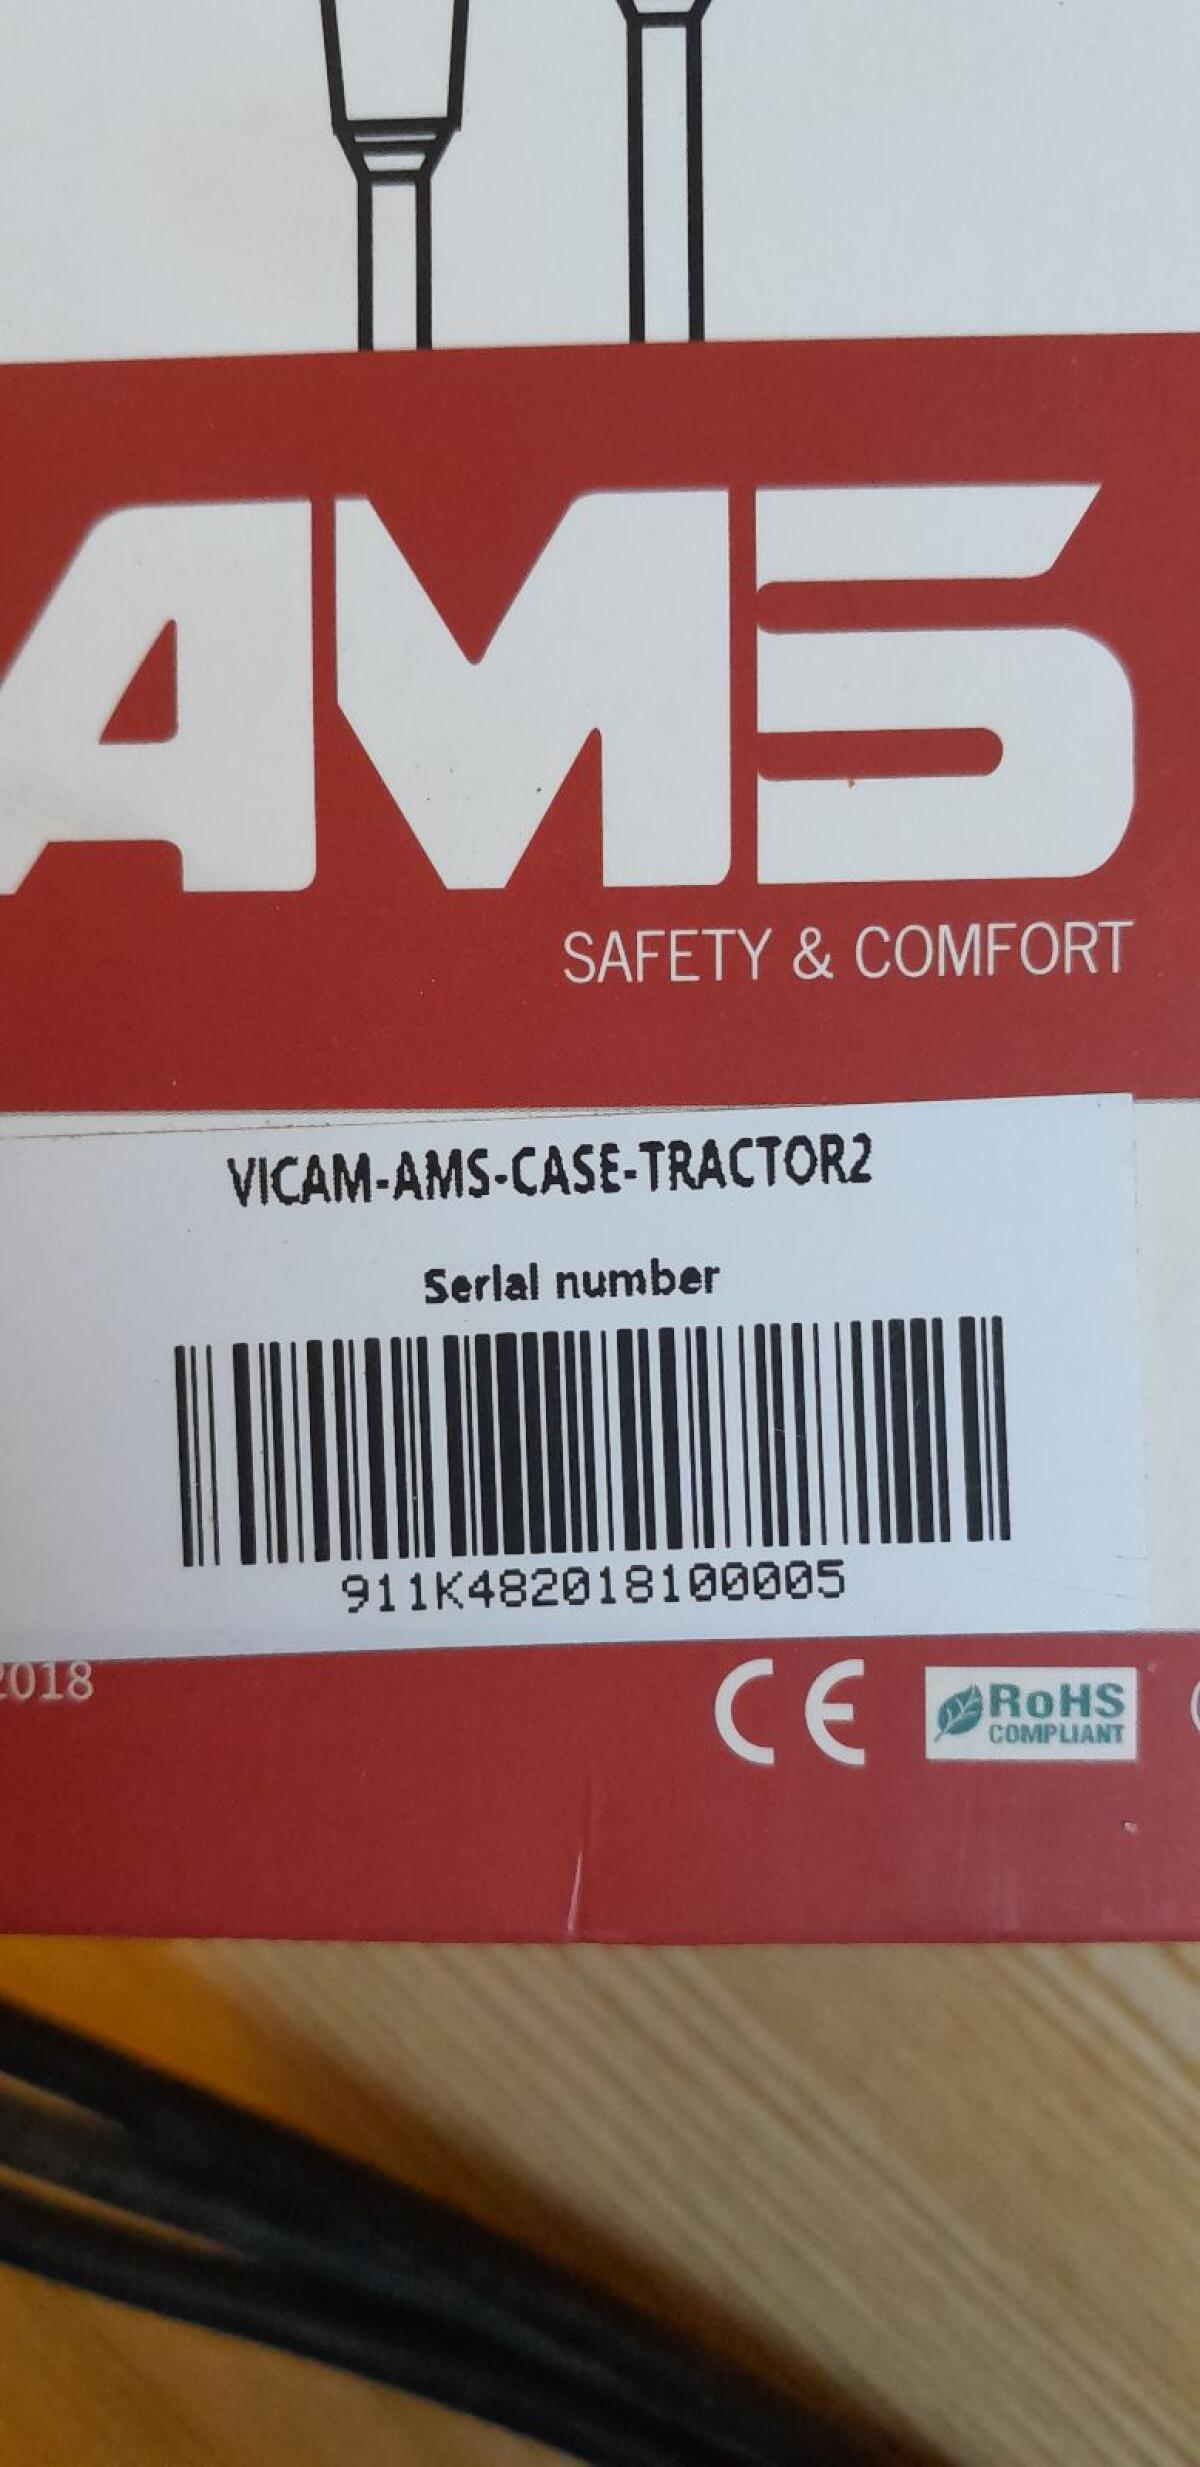 AMS
SAFETY & COMFORT
VICAM-AMS-CASE-TRACTOR2
Serial number
911K482018100005
2018
CE
RoHS
COMPLIANT